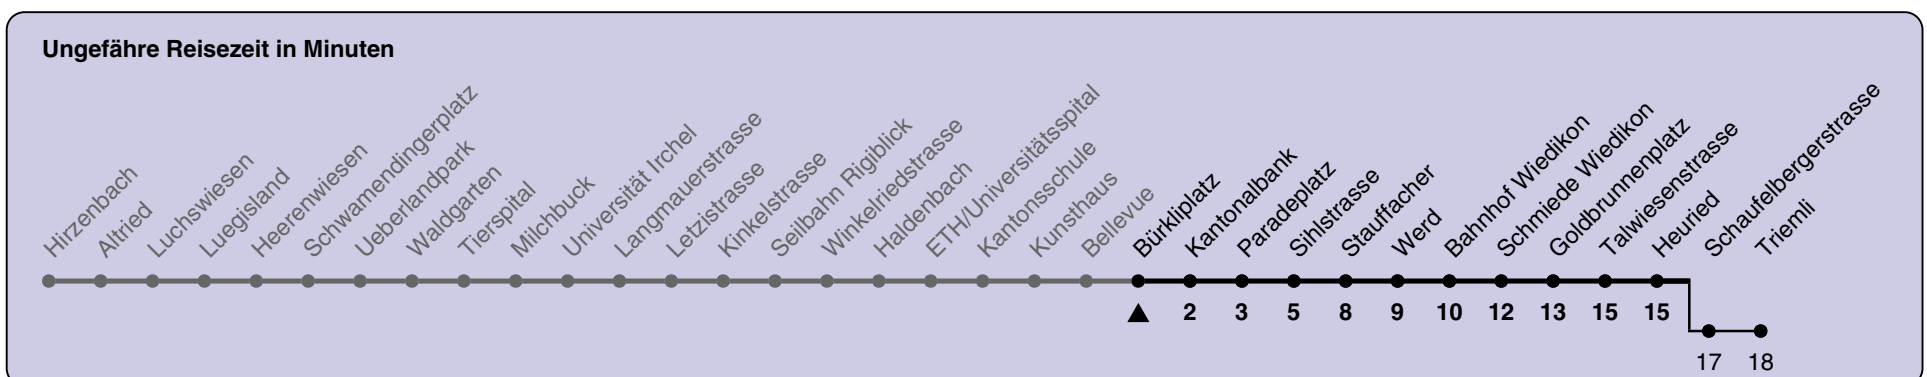 Ungefähre Reisezeit in Minuten
Hirzenbach
Altried
Luchswiesen
Luegisland
Heerenwiesen
Schwamendingerplatz
Ueberlandpark
Waldgarten
Tierspital
Milchbuck
Universität Irchel
Langmauerstrasse
Letzistrasse
Kinkelstrasse
Seilbahn Rigiblick
Winkelriedstrasse
Haldenbach
ETH/Universitätsspital
Kantonsschule
Kunsthaus
Bellevue
Bürkliplatz
Kantonalbank
Paradeplatz
Sihlstrasse
Stauffacher
Werd
Bahnhof Wiedikon
Schmiede Wiedikon
Goldbrunnenplatz
Talwiesenstrasse
Heuried
Schaufelbergerstrasse
Triemli
2 3 5 8 9 10 12 13 15 15
17 18